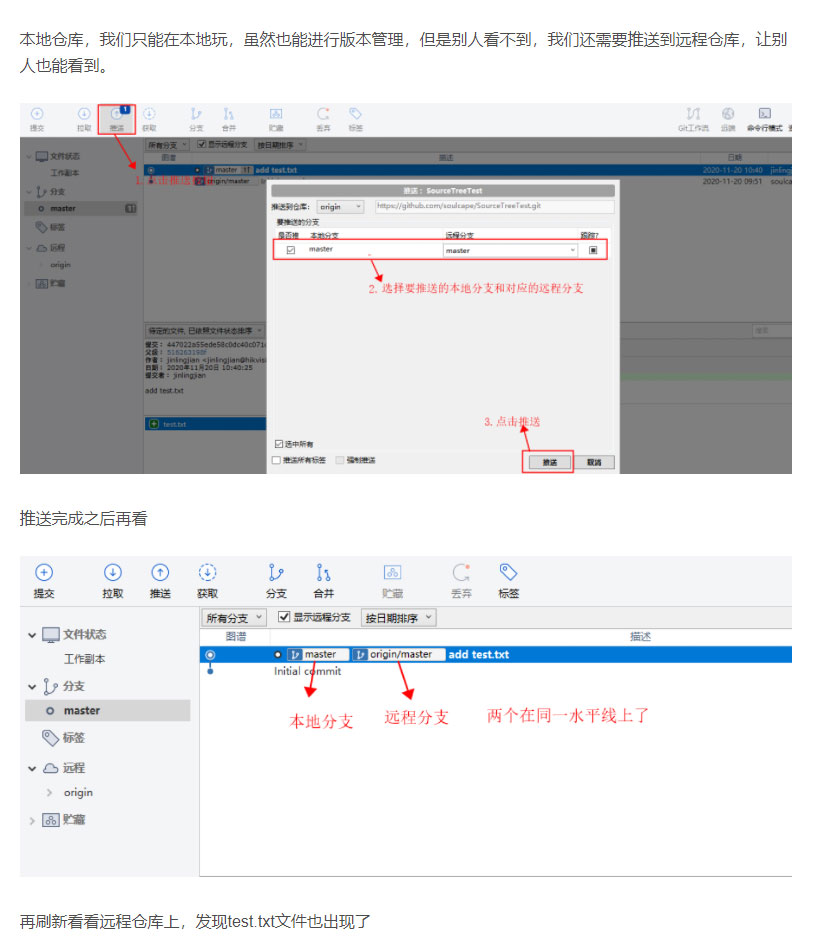 本地仓库，我们只能在本地玩，虽然也能进行版本管理，但是别人看不到，我们还需要推送到远程仓库，让别
人也能看到。
提交 拉取 推送 1 获取 分支 合并 贮藏 丢弃 标签 Git工作流 远端 命令行模式
文件状态
工作副本
分支
master 1
标签
远程
origin
贮藏
所有分支 显示远程分支 按日期排序
图谱 描述 日期
master 1 add test.txt 2020-11-20 10:40 jinling
origin/master 2020-11-20 09:51 soulca
1. 点击推送
推送：SourceTreeTest
推送到仓库： origin https://github.com/soulcape/SourceTreeTest.git
要推送的分支
本地分支 远程分支 跟踪?
master master
2. 选择要推送的本地分支和对应的远程分支
待定的文件, 已依照文件状态排序 搜索
提交：
父级：
作者： jinlingjian
日期： 2020年11月20日 10:40:25
提交者： jinlingjian
add test.txt
test.txt
3. 点击推送
选中所有
推送所有标签 强制推送 推送 取消
推送完成之后再看
提交 拉取 推送 获取 分支 合并 贮藏 丢弃 标签
所有分支 显示远程分支 按日期排序
图谱 描述
文件状态
工作副本
分支
master
标签
远程
origin
贮藏
master origin/master add test.txt
Initial commit
本地分支 远程分支 两个在同一水平线上了
再刷新看看远程仓库上，发现test.txt文件也出现了